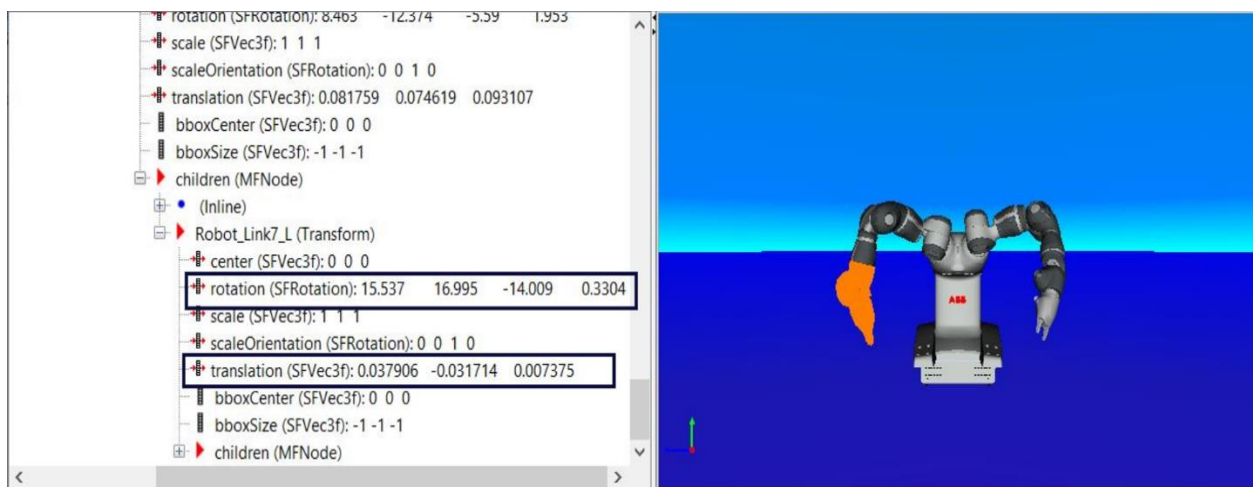 rotation (SFRotation): 8.463 -12.374 -5.59 1.953
scale (SFVec3f): 1 1 1
scaleOrientation (SFRotation): 0 0 1 0
translation (SFVec3f): 0.081759 0.074619 0.093107
bboxCenter (SFVec3f): 0 0 0
bboxSize (SFVec3f): -1 -1 -1
children (MFNode)
(Inline)
Robot_Link7_L (Transform)
center (SFVec3f): 0 0 0
rotation (SFRotation): 15.537 16.995 -14.009 0.3304
scale (SFVec3f): 1 1 1
scaleOrientation (SFRotation): 0 0 1 0
translation (SFVec3f): 0.037906 -0.031714 0.007375
bboxCenter (SFVec3f): 0 0 0
bboxSize (SFVec3f): -1 -1 -1
children (MFNode)
ABB